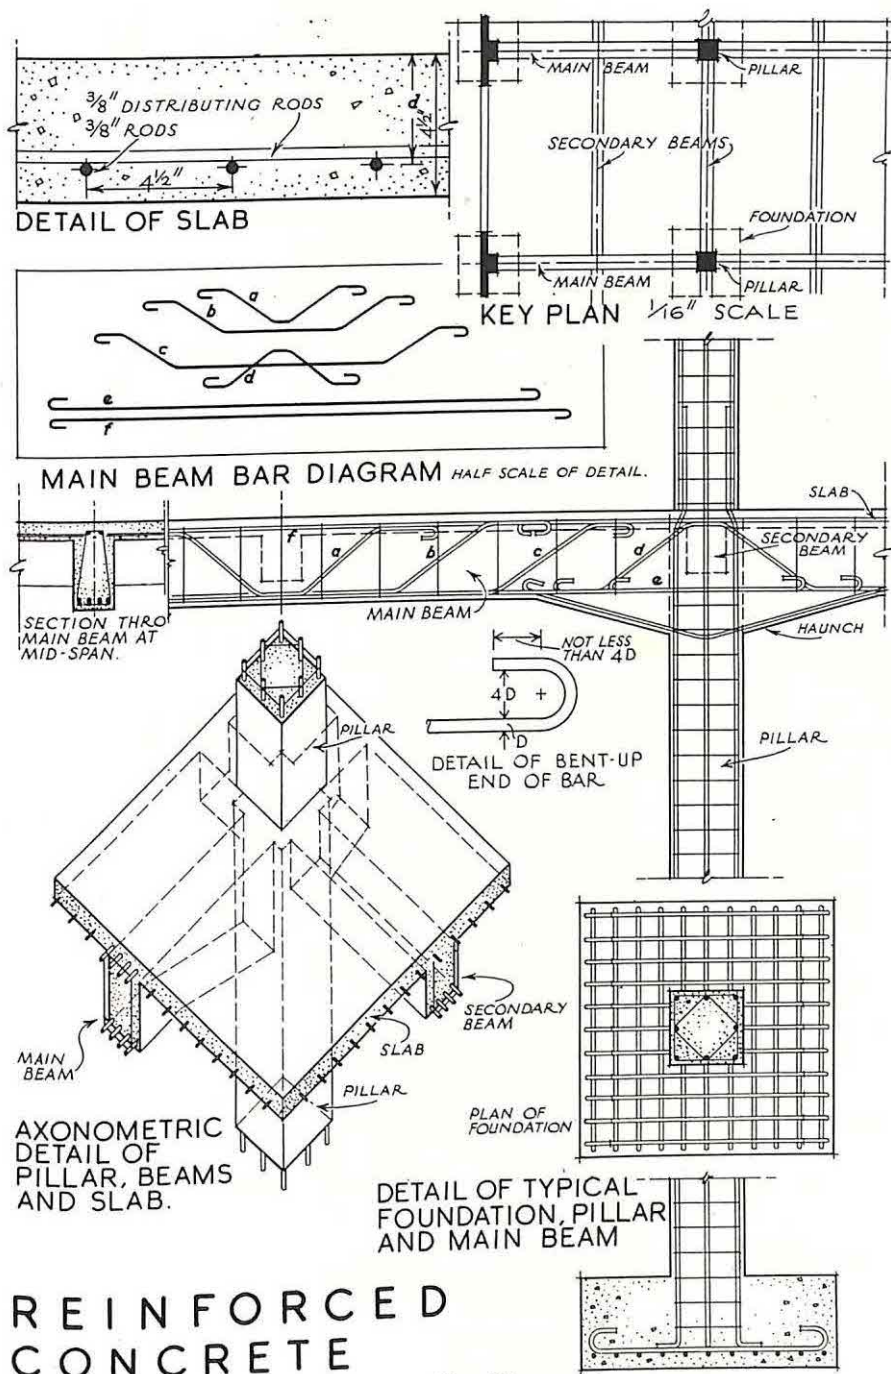 3/8" DISTRIBUTING RODS
3/8" RODS
d
4½"
4½"
DETAIL OF SLAB
MAIN BEAM
PILLAR
SECONDARY BEAMS
FOUNDATION
MAIN BEAM
PILLAR
KEY PLAN 1/16" SCALE
a
b
c
d
e
f
MAIN BEAM BAR DIAGRAM HALF SCALE OF DETAIL.
SLAB
f
a
b
c
d
SECONDARY
BEAM
e
MAIN BEAM
HAUNCH
SECTION THRO
MAIN BEAM AT
MID-SPAN.
NOT LESS
THAN 4D
4D
D
DETAIL OF BENT-UP
END OF BAR
PILLAR
PILLAR
MAIN
BEAM
SECONDARY
BEAM
SLAB
PILLAR
AXONOMETRIC
DETAIL OF
PILLAR, BEAMS
AND SLAB.
PLAN OF
FOUNDATION
DETAIL OF TYPICAL
FOUNDATION, PILLAR
AND MAIN BEAM
REINFORCED
CONCRETE